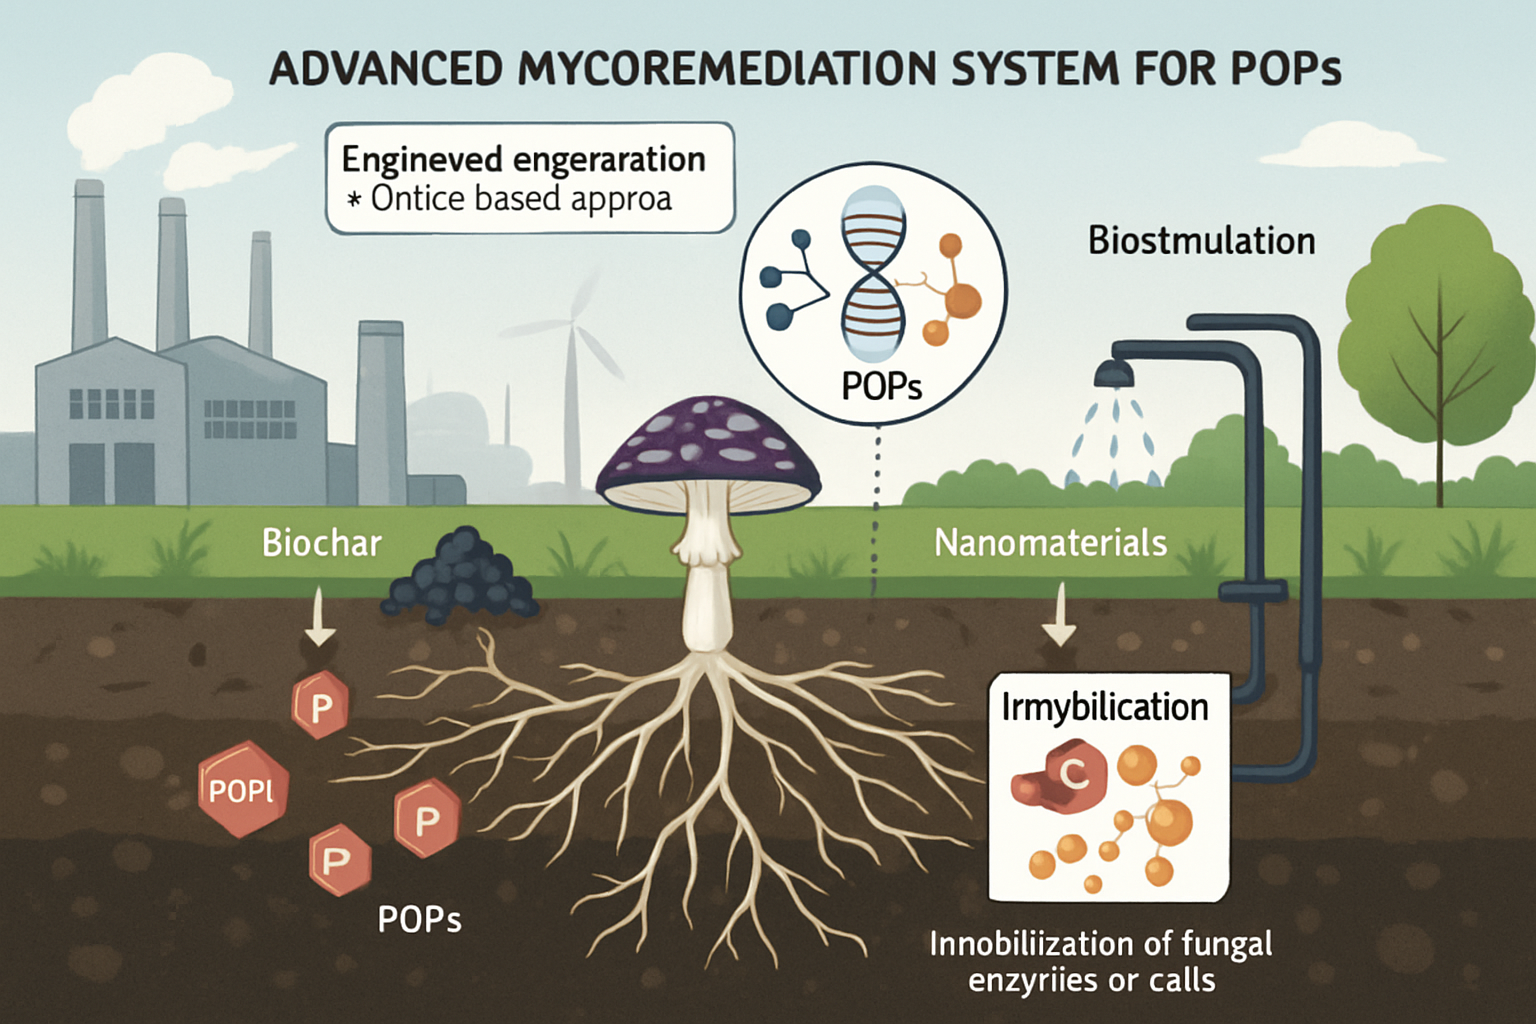 ADVANCED MYCOREMEDIATION SYSTEM FOR POPs
Engineved engeraration
* Ontice based approa
POPs
Biostmulation
Biochar
Nanomaterials
P
POPl
P
P
POPs
Irmybilication
C
Innobiliization of fungal
enzyriies or calls